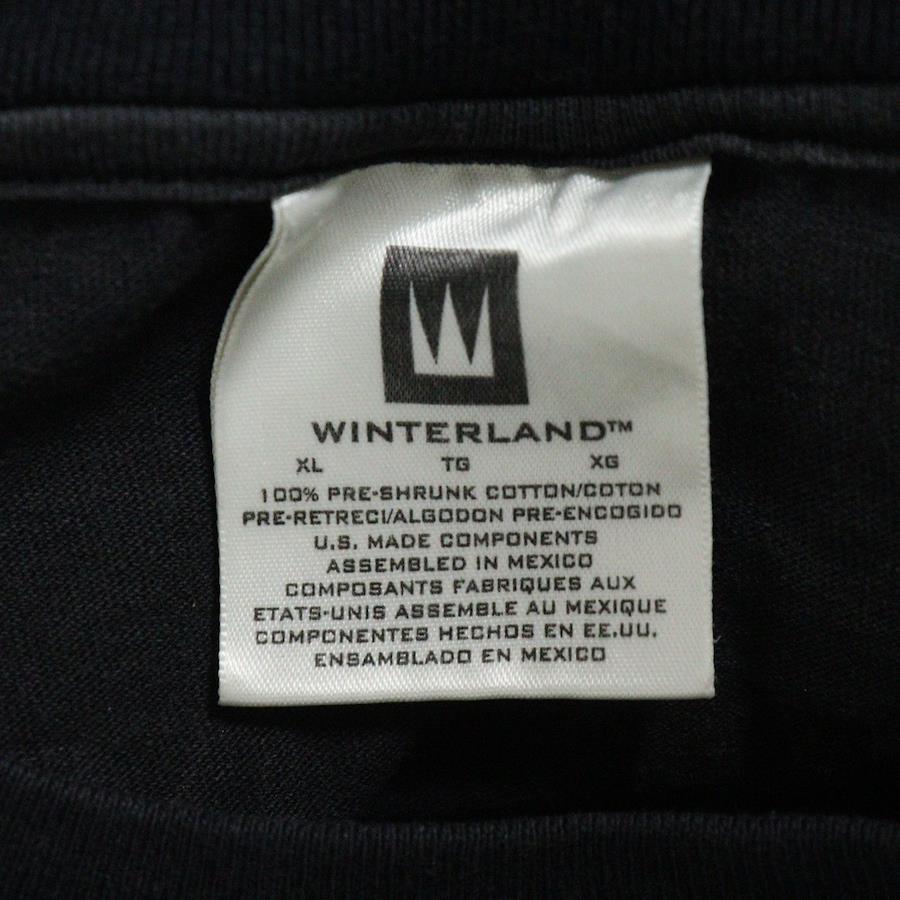 W
WINTERLAND™
XL TG XG
100% PRE-SHRUNK COTTON/COTON
PRE-RETRECI/ALGODON PRE-ENCOGIDO
U.S. MADE COMPONENTS
ASSEMBLED IN MEXICO
COMPOSANTS FABRIQUES AUX
ETATS-UNIS ASSEMBLE AU MEXIQUE
COMPONENTES HECHOS EN EE.UU.
ENSAMBLADO EN MEXICO